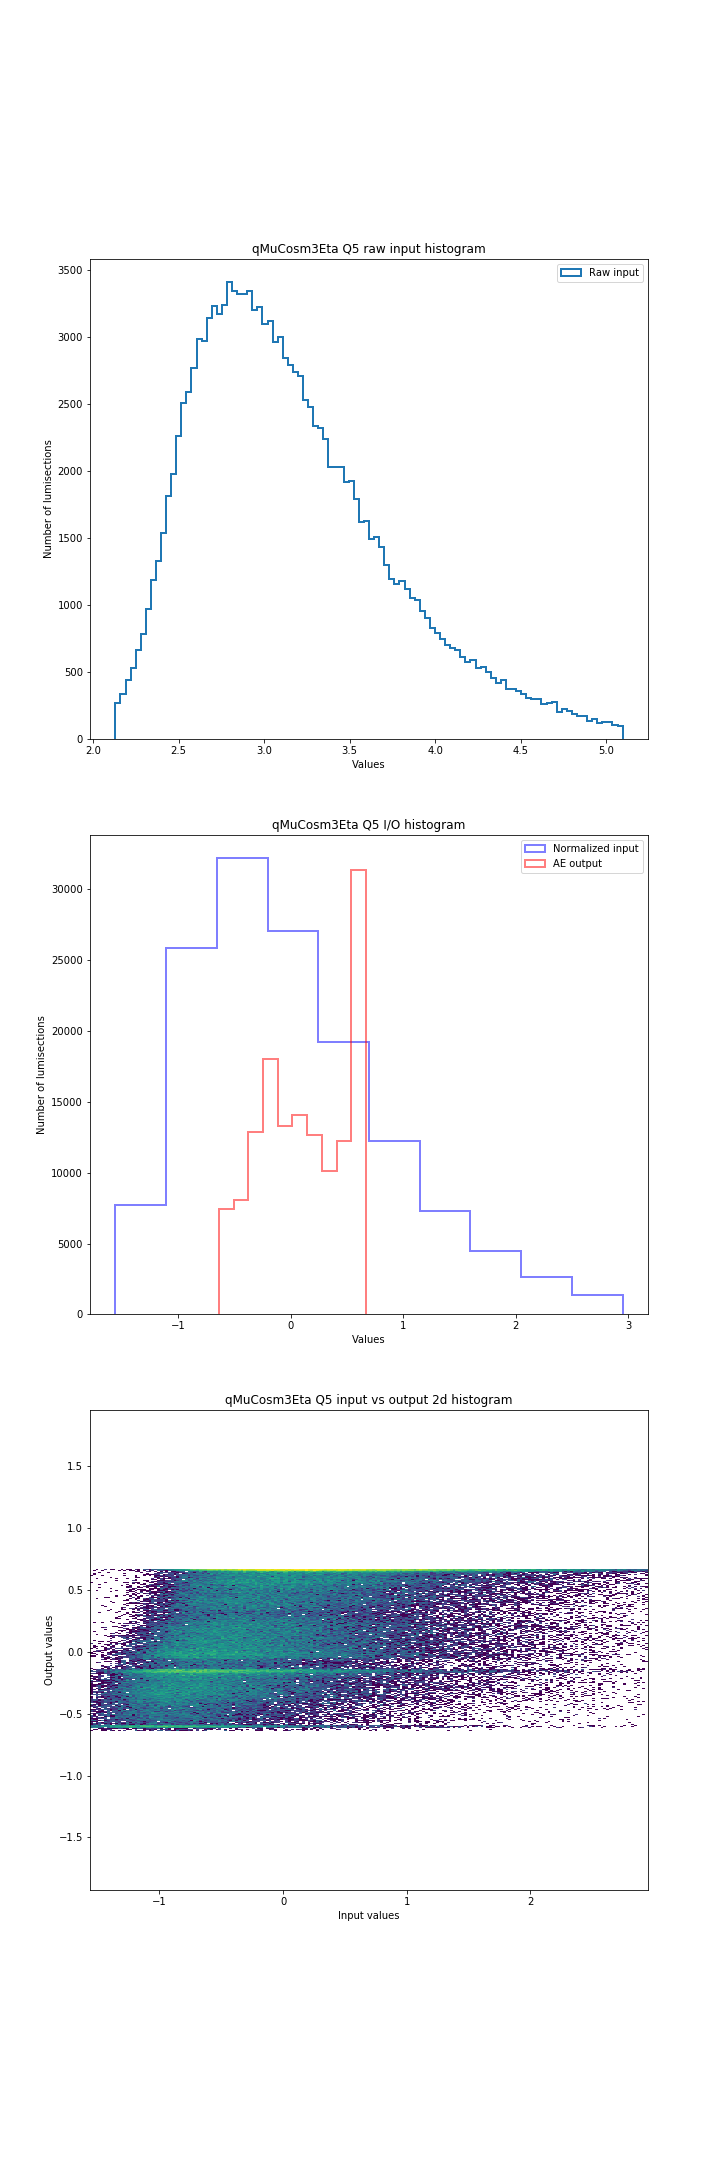 qMuCosm3Eta Q5 raw input histogram
Raw input
3500
3000
2500
2000
1500
1000
500
0
Number of lumisections
2.0 2.5 3.0 3.5 4.0 4.5 5.0
Values
qMuCosm3Eta Q5 I/O histogram
Normalized input
AE output
30000
25000
20000
15000
10000
5000
0
Number of lumisections
−1 0 1 2 3
Values
qMuCosm3Eta Q5 input vs output 2d histogram
1.5
1.0
0.5
0.0
−0.5
−1.0
−1.5
Output values
−1 0 1 2
Input values